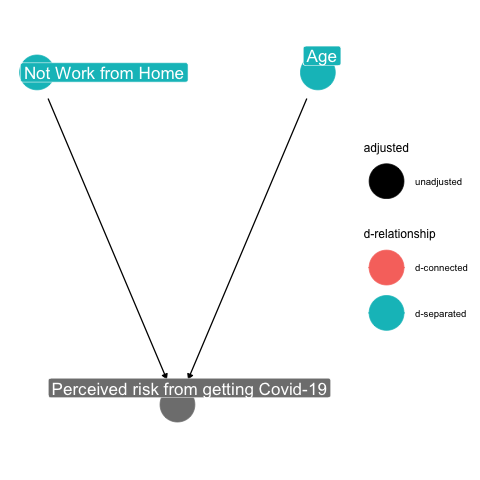 Age
Not Work from Home
adjusted
unadjusted
d-relationship
d-connected
d-separated
Perceived risk from getting Covid-19